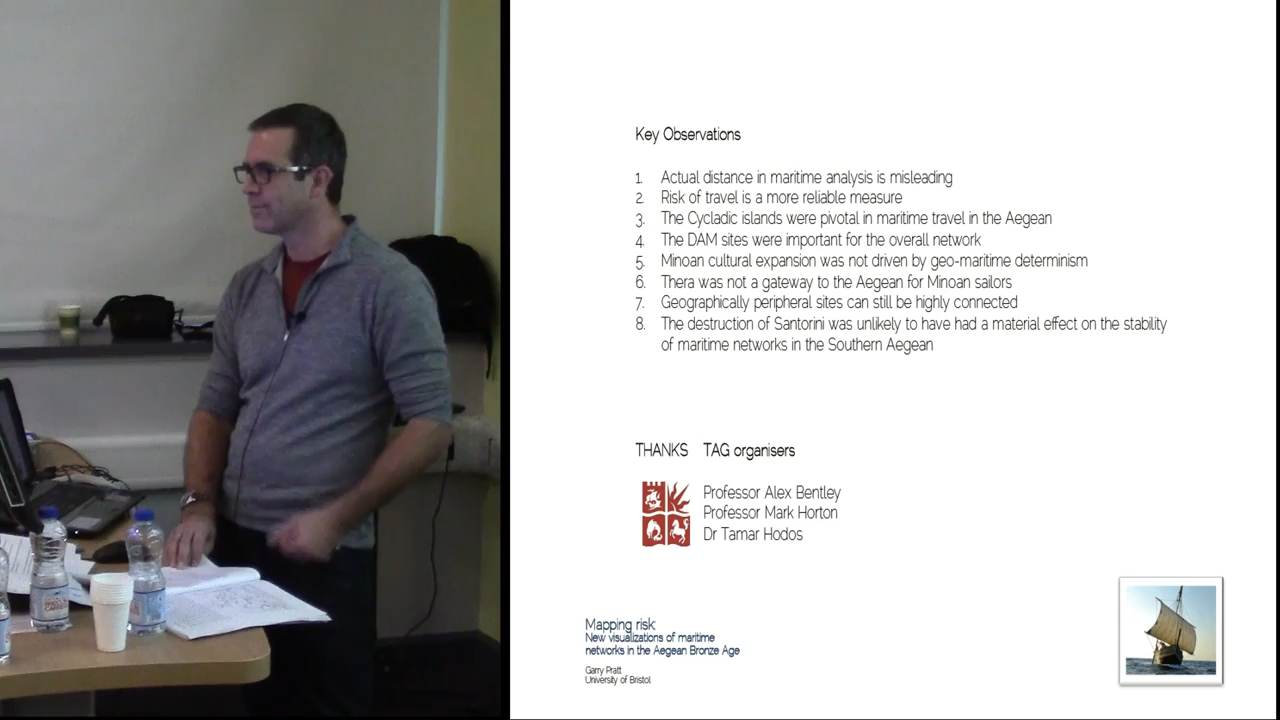 Key Observations
1. Actual distance in maritime analysis is misleading
2. Risk of travel is a more reliable measure
3. The Cycladic islands were pivotal in maritime travel in the Aegean
4. The DAM sites were important for the overall network
5. Minoan cultural expansion was not driven by geo-maritime determinism
6. Thera was not a gateway to the Aegean for Minoan sailors
7. Geographically peripheral sites can still be highly connected
8. The destruction of Santorini was unlikely to have had a material effect on the stability
of maritime networks in the Southern Aegean
THANKS TAG organisers
Professor Alex Bentley
Professor Mark Horton
Dr Tamar Hodos
Mapping risk:
New visualizations of maritime
networks in the Aegean Bronze Age
Garry Pratt
University of Bristol